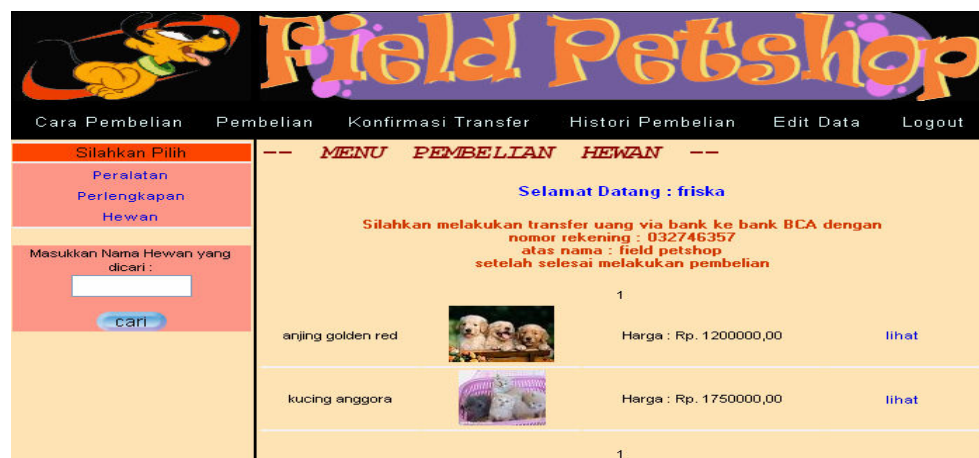 Field Petshop
Cara Pembelian Pembelian Konfirmasi Transfer Histori Pembelian Edit Data Logout
Silahkan Pilih
Peralatan
Perlengkapan
Hewan
Masukkan Nama Hewan yang
dicari :
cari
-- MENU PEMBELIAN HEWAN --
Selamat Datang : friska
Silahkan melakukan transfer uang via bank ke bank BCA dengan
nomor rekening : 032746357
atas nama : field petshop
setelah selesai melakukan pembelian
1
anjing golden red Harga : Rp. 1200000,00 lihat
kucing anggora Harga : Rp. 1750000,00 lihat
1